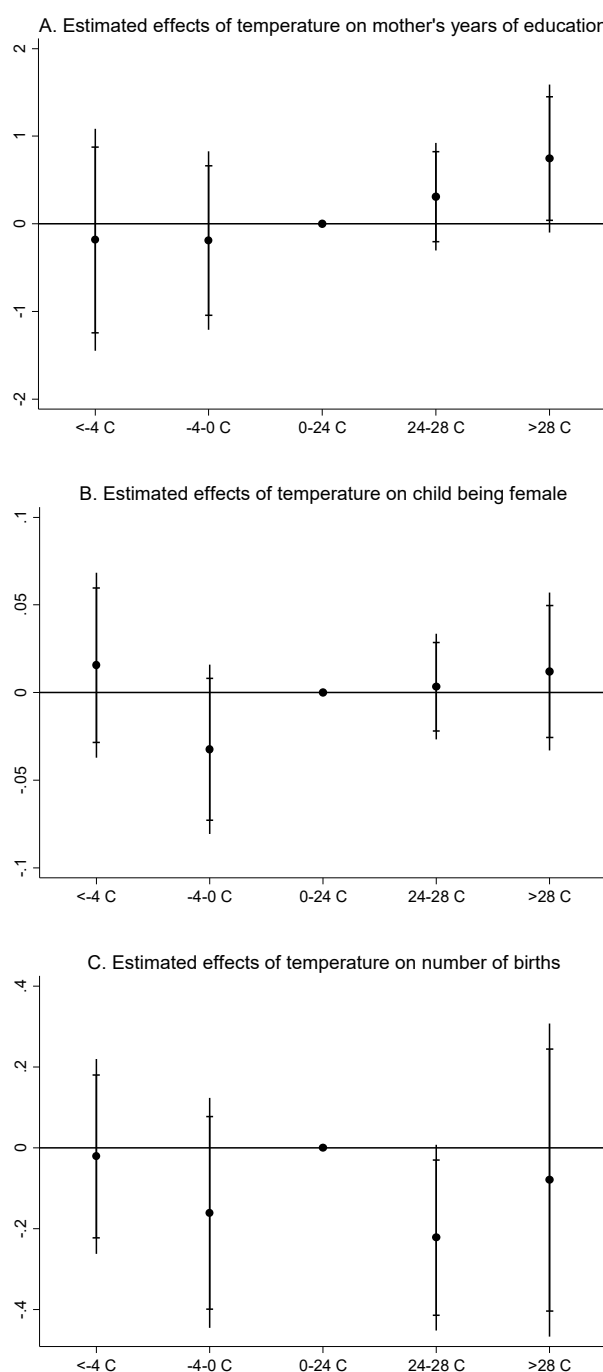 A. Estimated effects of temperature on mother's years of education
2
1
0
-1
-2
<-4 C -4-0 C 0-24 C 24-28 C >28 C
B. Estimated effects of temperature on child being female
.1
.05
0
-.05
-.1
<-4 C -4-0 C 0-24 C 24-28 C >28 C
C. Estimated effects of temperature on number of births
.4
.2
0
-.2
-.4
<-4 C -4-0 C 0-24 C 24-28 C >28 C